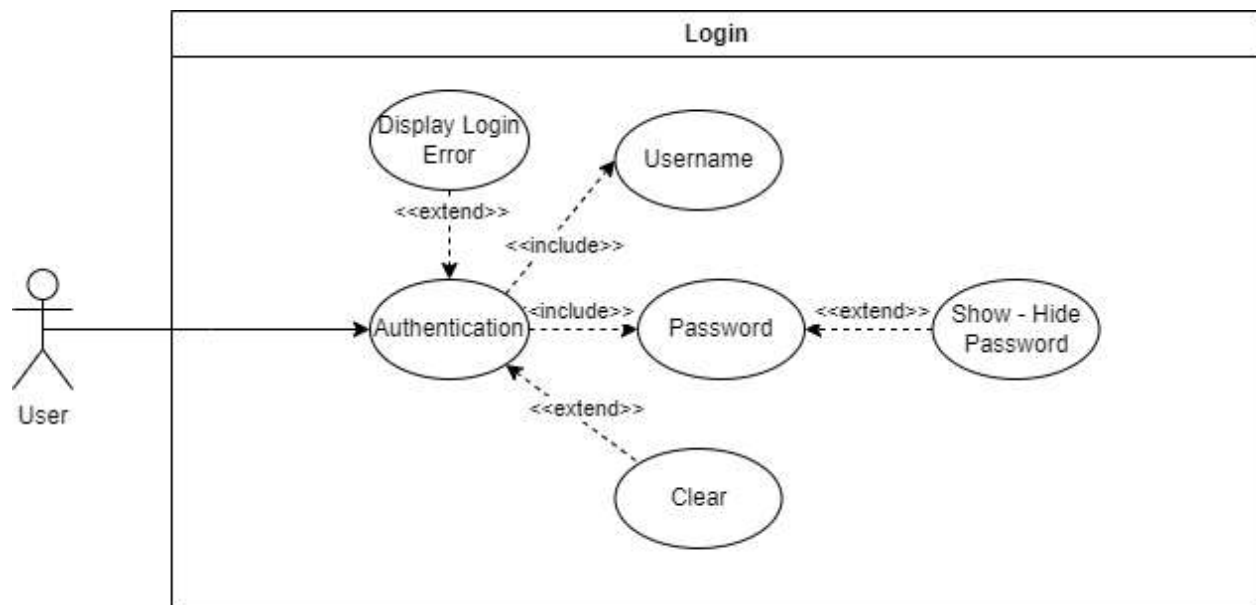 Login
Display Login
Error
Username
<<extend>>
<<include>>
Authentication
<<include>>
Password
<<extend>>
Show - Hide
Password
User
<<extend>>
Clear